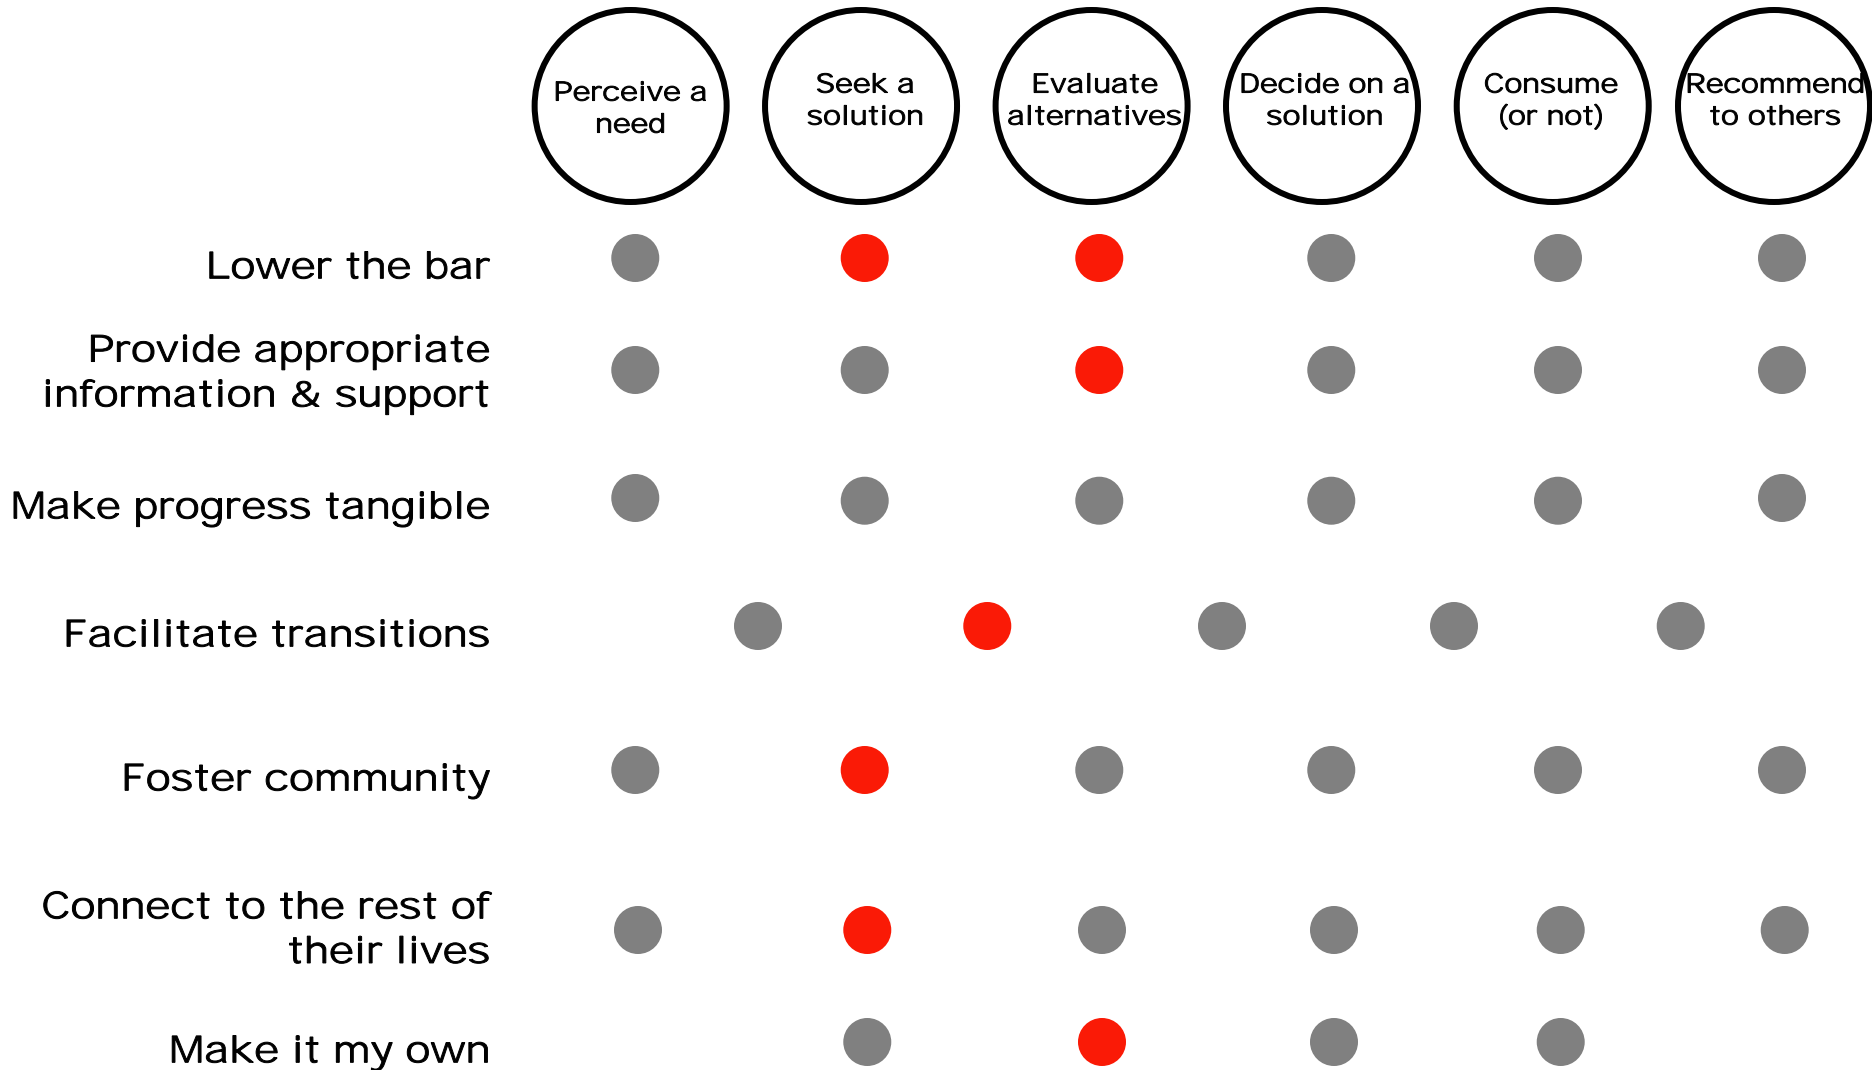 Perceive a
need
Seek a
solution
Evaluate
alternatives
Decide on a
solution
Consume
(or not)
Recommend
to others
Lower the bar
Provide appropriate
information & support
Make progress tangible
Facilitate transitions
Foster community
Connect to the rest of
their lives
Make it my own